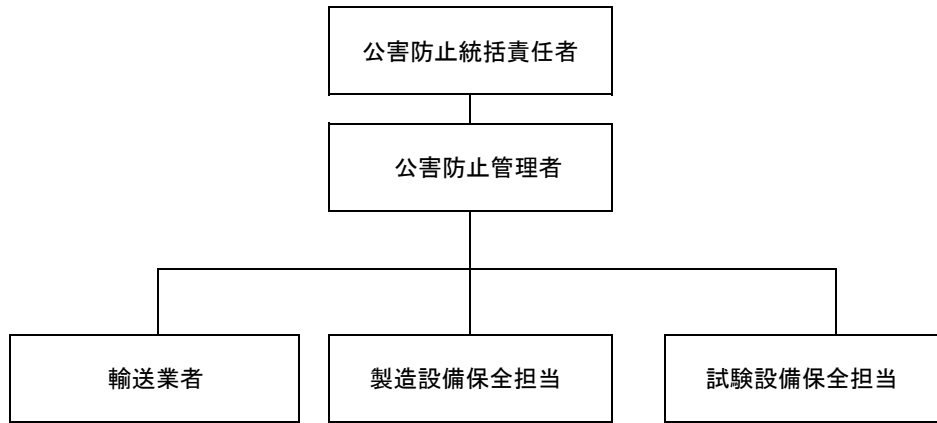 公害防止統括責任者
公害防止管理者
輸送業者
製造設備保全担当
試験設備保全担当